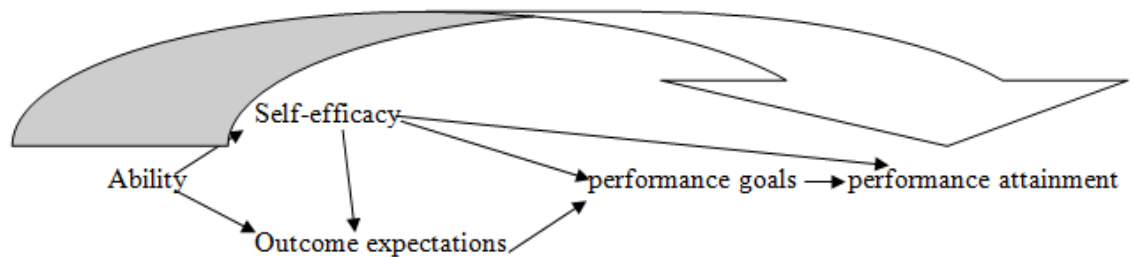 Self-efficacy
Ability
performance goals
performance attainment
Outcome expectations